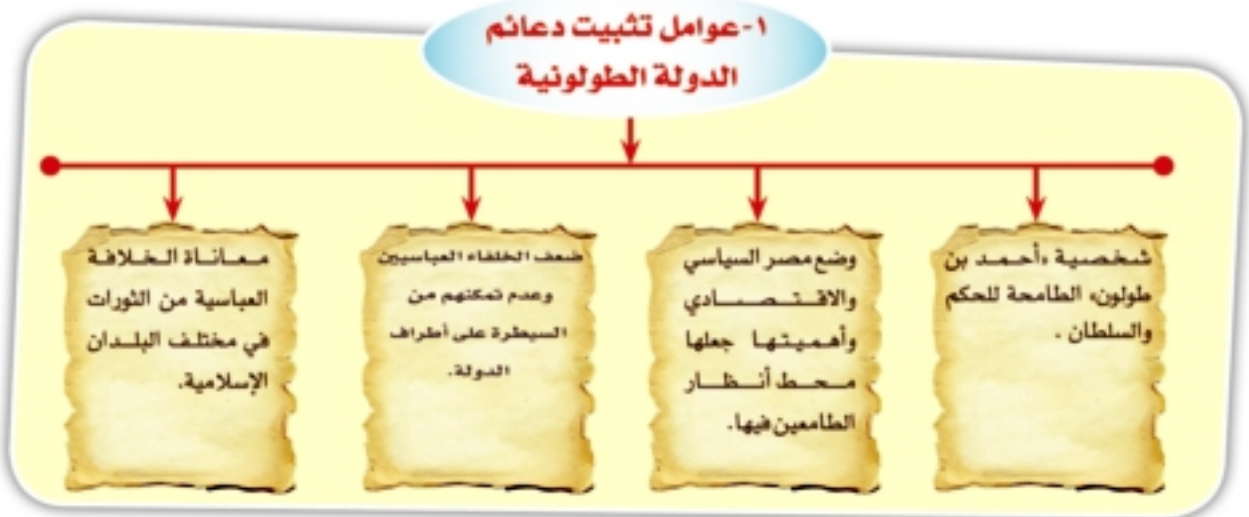 ١-عوامل تثبيت دعائم
الدولة الطولونية
شخصية «أحمد بن
طولون» الطامحة للحكم
والسلطان .
وضع مصر السياسي
والاقتصادي
وأهميتها جعلها
محط أنظار
الطامعين فيها.
ضعف الخلفاء العباسيين
وعدم تمكنهم من
السيطرة على أطراف
الدولة.
معاناة الخلافة
العباسية من الثورات
في مختلف البلدان
الإسلامية.